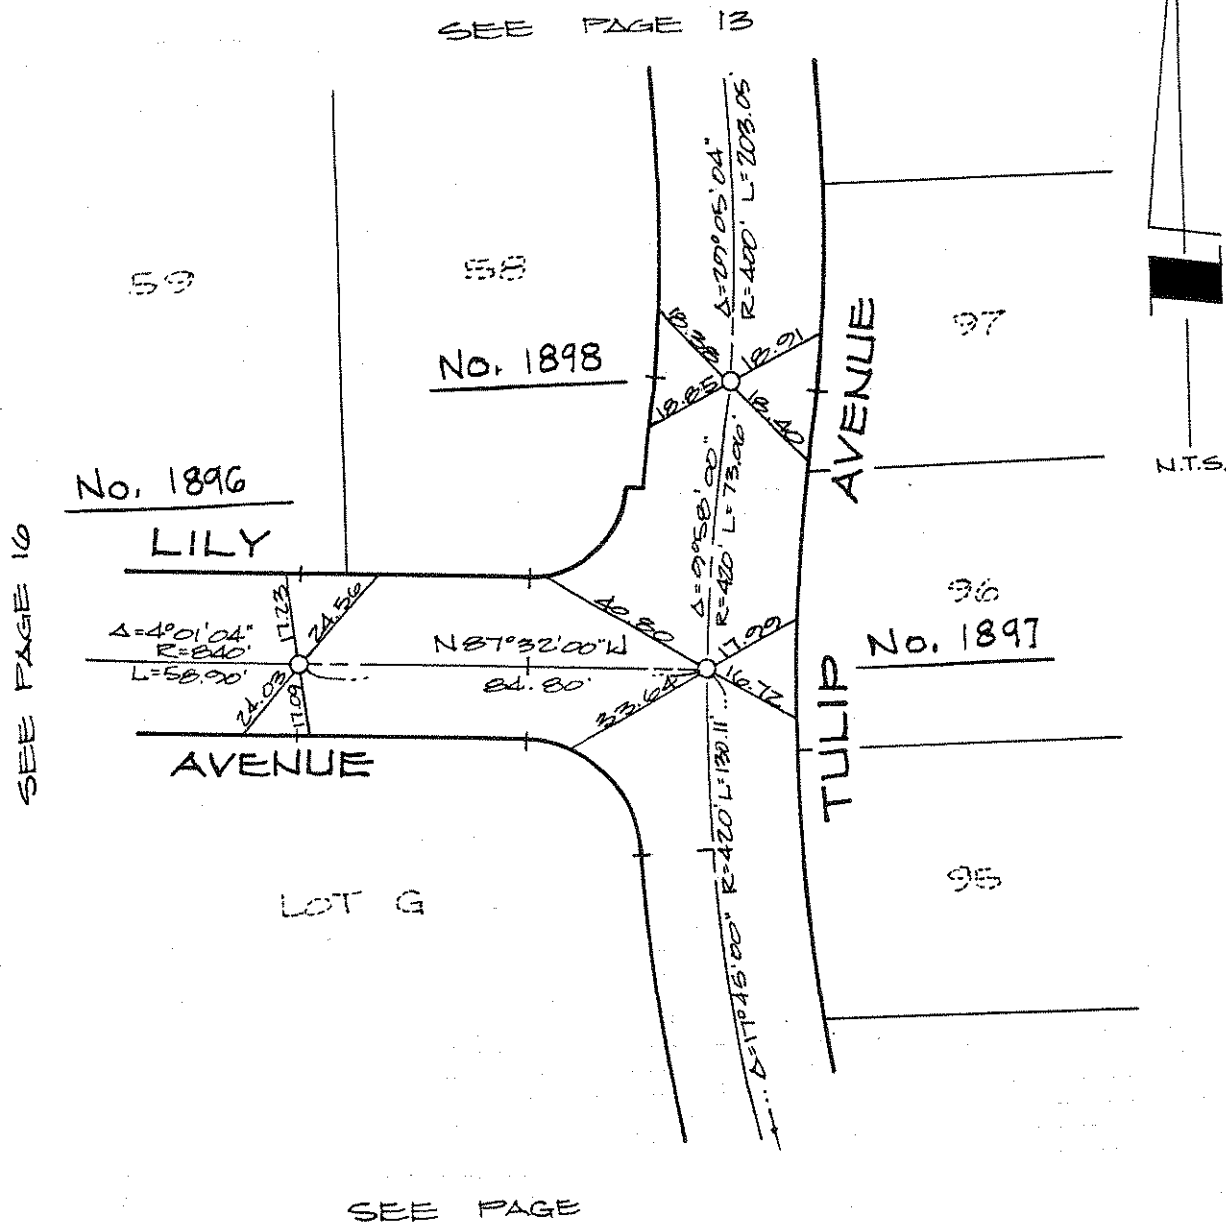 SEE PAGE 13
Δ=29°05'04"
R=400' L=203.05'
59
58
97
No. 1898
18.38
18.91
18.85
18.40
AVENUE
N.T.S.
No. 1896
LILY
SEE PAGE 16
Δ=9°58'00"
R=420' L=73.06'
96
No. 1897
17.23
24.56
40.80
17.99
Δ=4°01'04"
R=840'
L=58.90'
N87°32'00"W
84.80'
24.03
17.09
33.64
16.72
AVENUE
TULIP
Δ=17°45'00" R=420' L=130.11'
LOT G
95
SEE PAGE